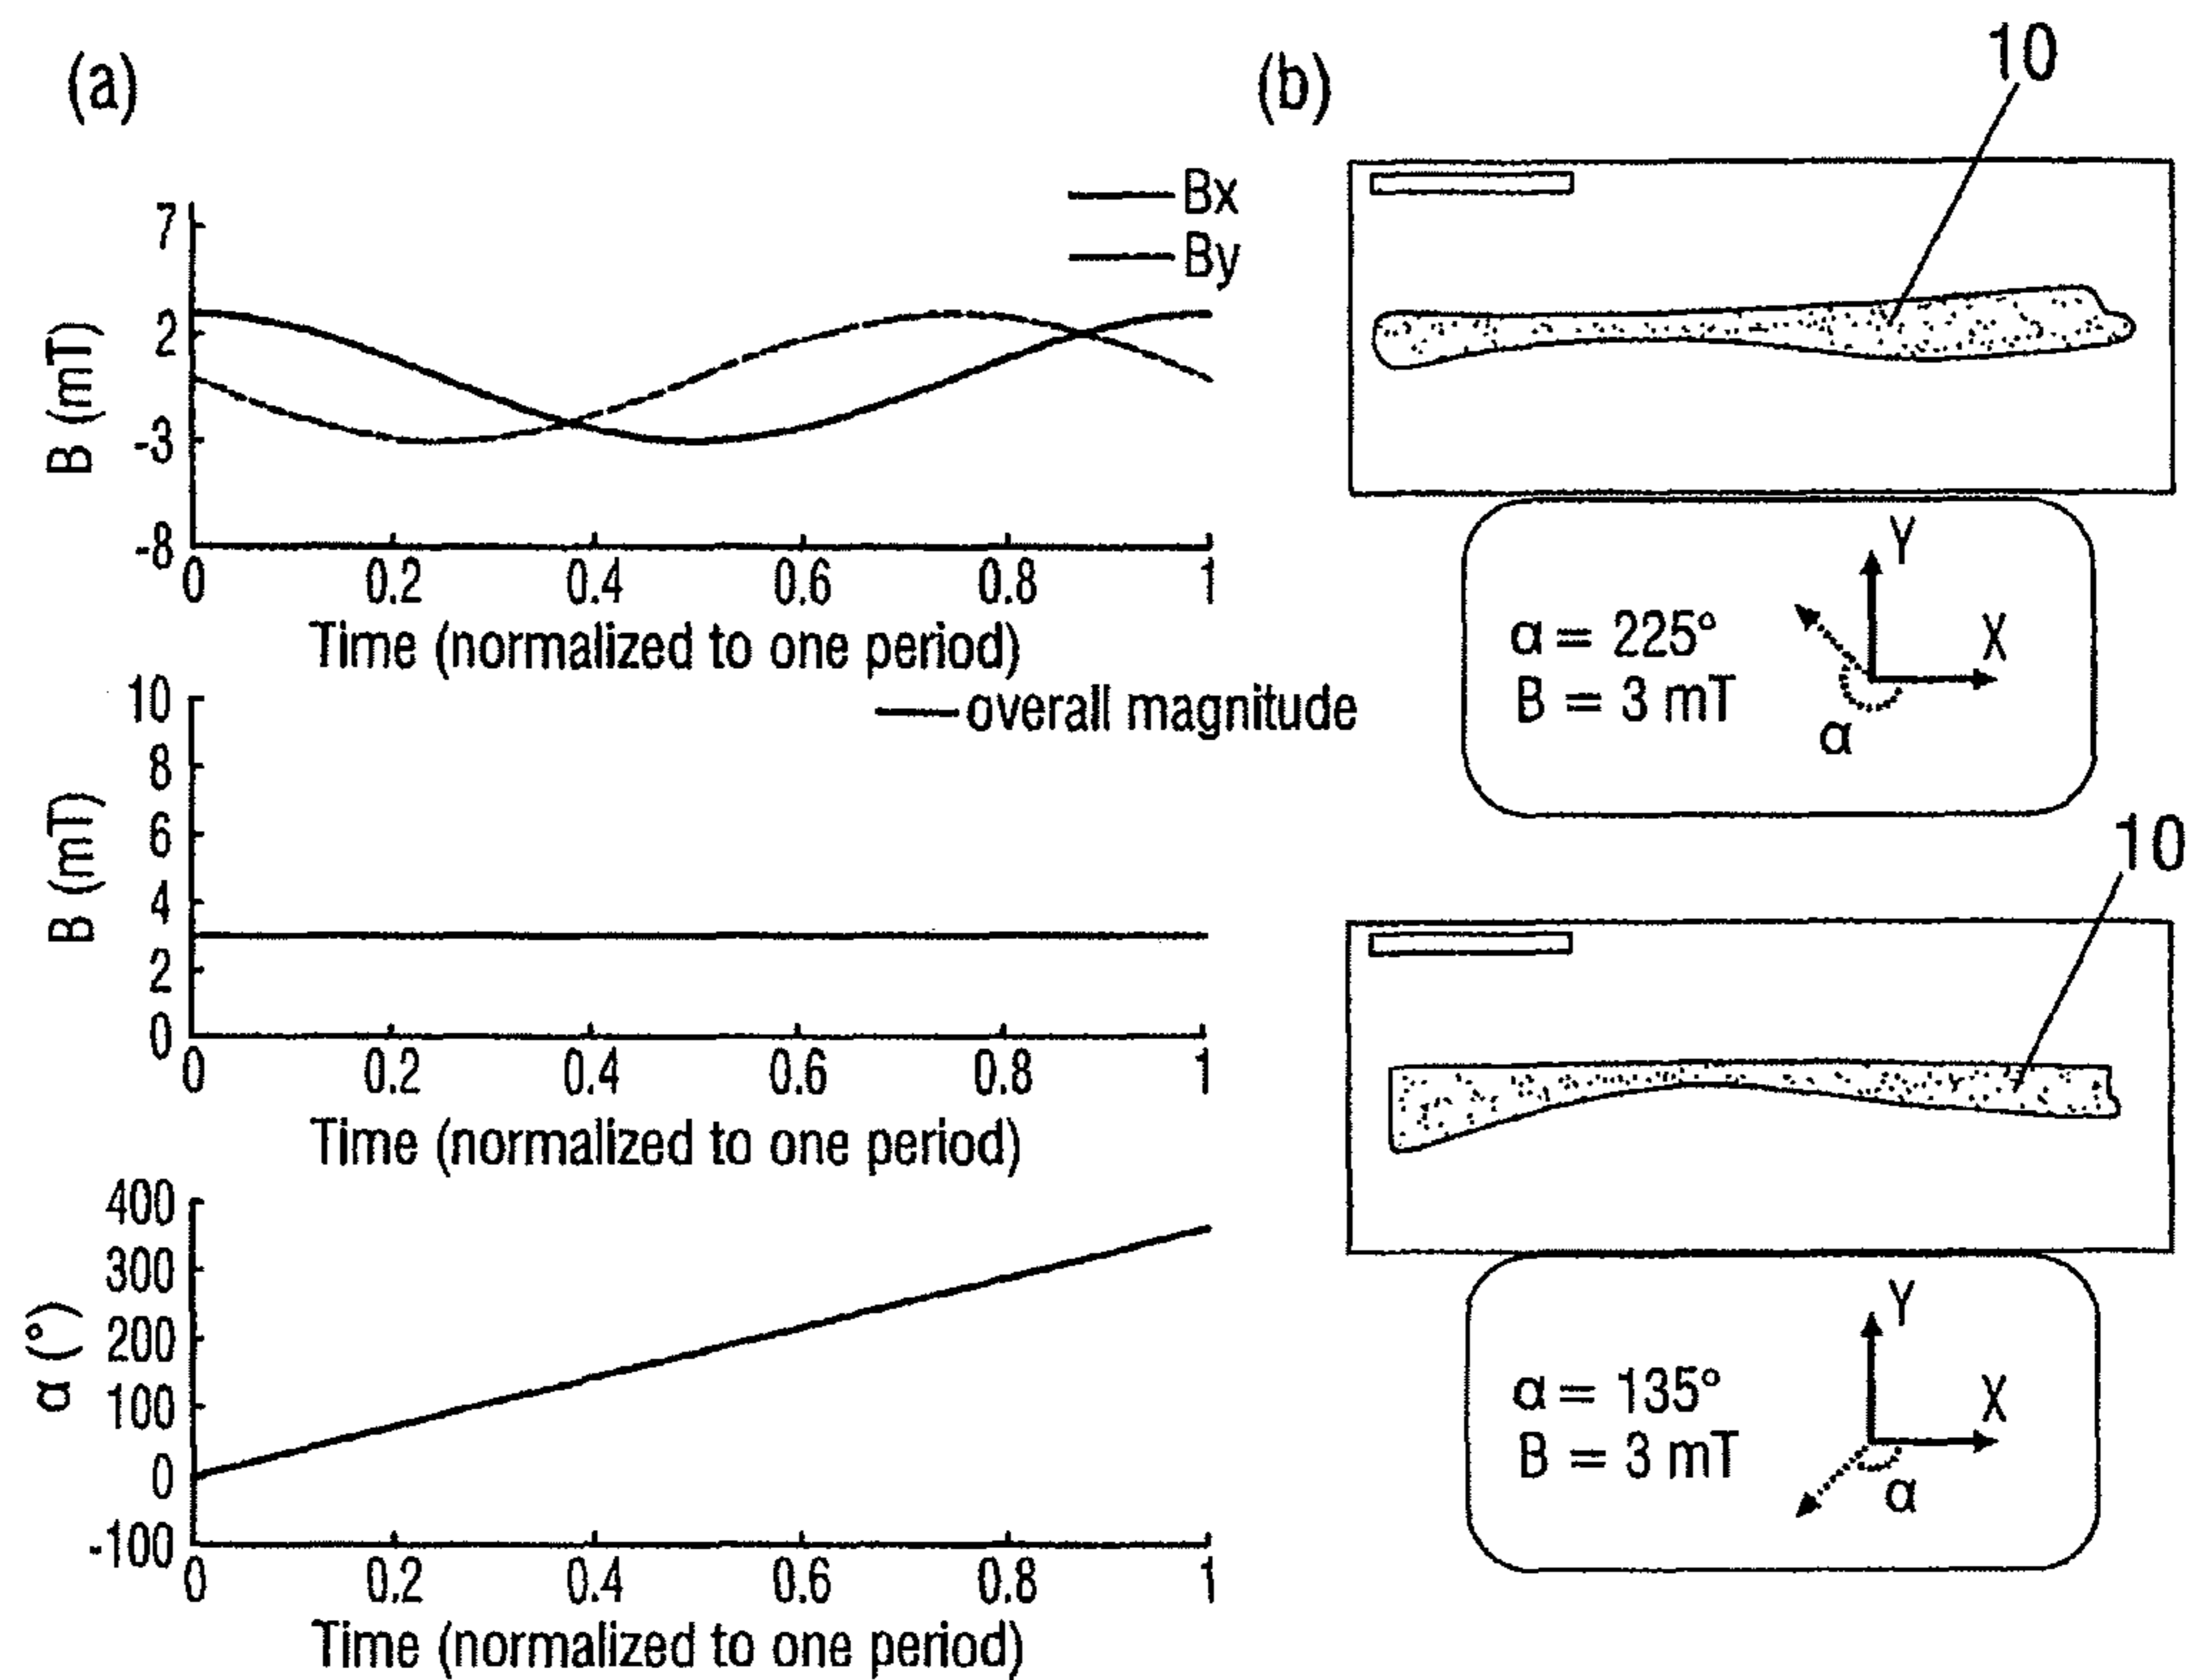 (a)
Bx
By
B (mT)
7
2
-3
-8
0 0.2 0.4 0.6 0.8 1
Time (normalized to one period)
overall magnitude
B (mT)
10
8
6
4
2
0
0 0.2 0.4 0.6 0.8 1
Time (normalized to one period)
α (°)
400
300
200
100
0
-100
0 0.2 0.4 0.6 0.8 1
Time (normalized to one period)
(b)
10
Y
X
α = 225°
B = 3 mT
α
10
Y
X
α = 135°
B = 3 mT
α